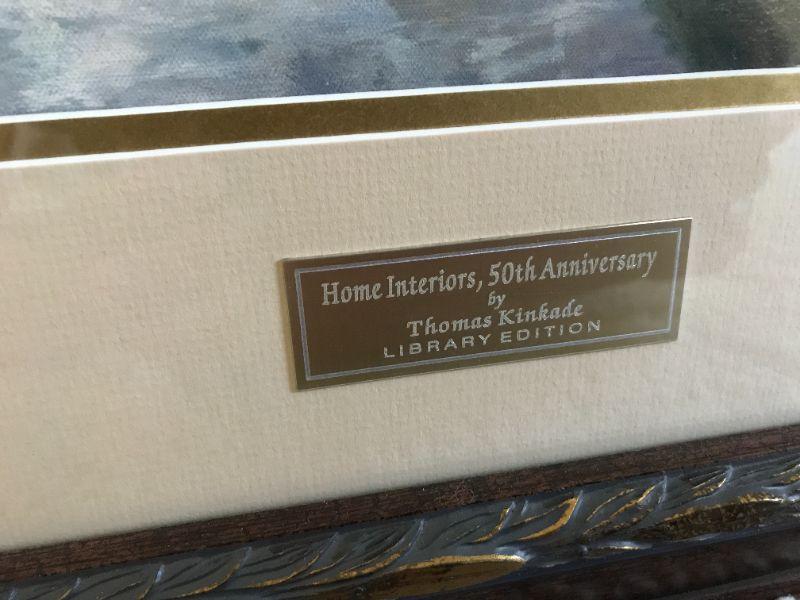 Home Interiors, 50th Anniversary
by
Thomas Kinkade
LIBRARY EDITION